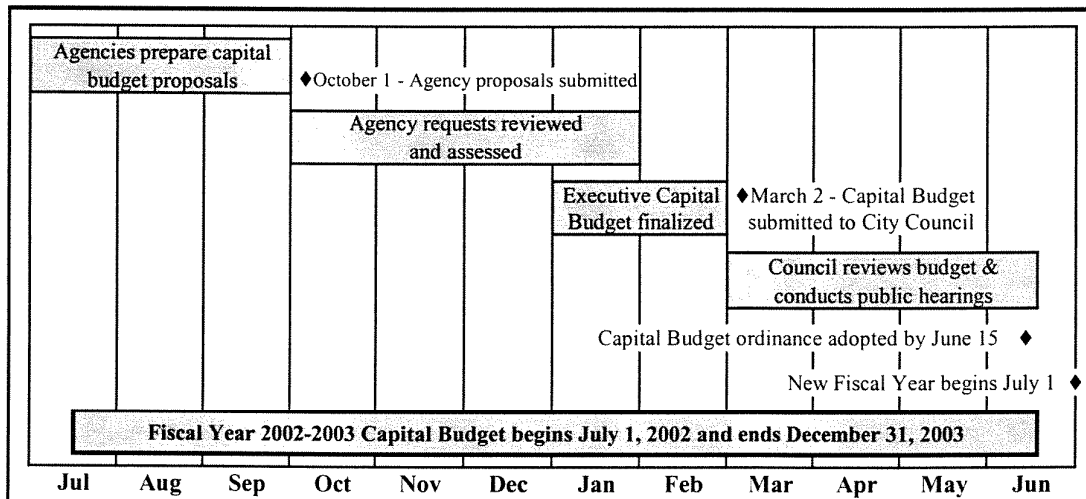 Agencies prepare capital
budget proposals
♦October 1 - Agency proposals submitted
Agency requests reviewed
and assessed
Executive Capital
Budget finalized
♦March 2 - Capital Budget
submitted to City Council
Council reviews budget &
conducts public hearings
Capital Budget ordinance adopted by June 15 ♦
New Fiscal Year begins July 1 ♦
Fiscal Year 2002-2003 Capital Budget begins July 1, 2002 and ends December 31, 2003
Jul Aug Sep Oct Nov Dec Jan Feb Mar Apr May Jun